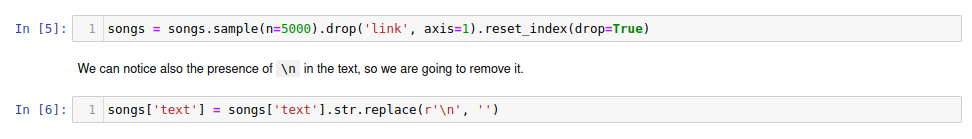 In [5]: 1 songs = songs.sample(n=5000).drop('link', axis=1).reset_index(drop=True)
We can notice also the presence of \n in the text, so we are going to remove it.
In [6]: 1 songs['text'] = songs['text'].str.replace(r'\n', '')